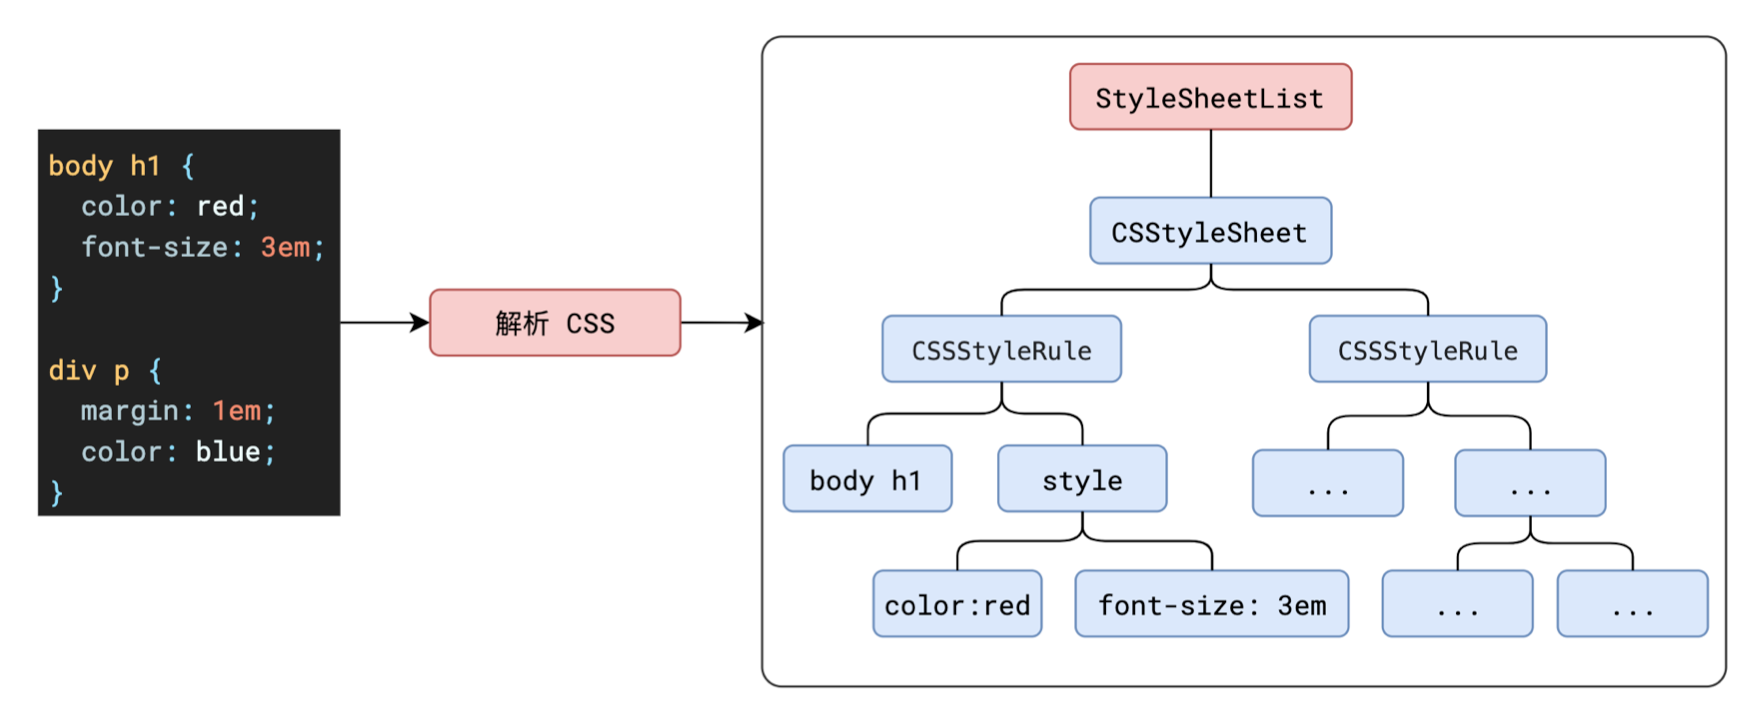 body h1 {
color: red;
font-size: 3em;
}
div p {
margin: 1em;
color: blue;
}
解析 CSS
StyleSheetList
CSStyleSheet
CSSStyleRule
CSSStyleRule
body h1
style
...
...
color:red
font-size: 3em
...
...